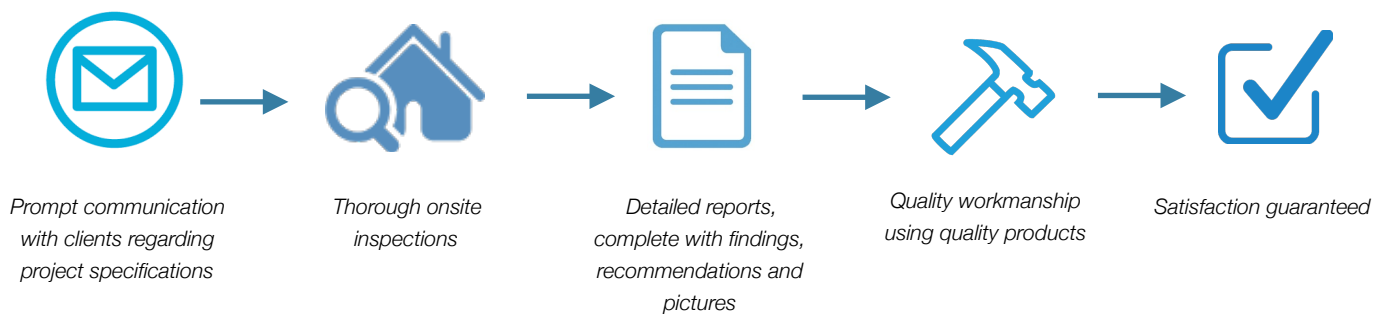 Prompt communication
with clients regarding
project specifications
Thorough onsite
inspections
Detailed reports,
complete with findings,
recommendations and
pictures
Quality workmanship
using quality products
Satisfaction guaranteed